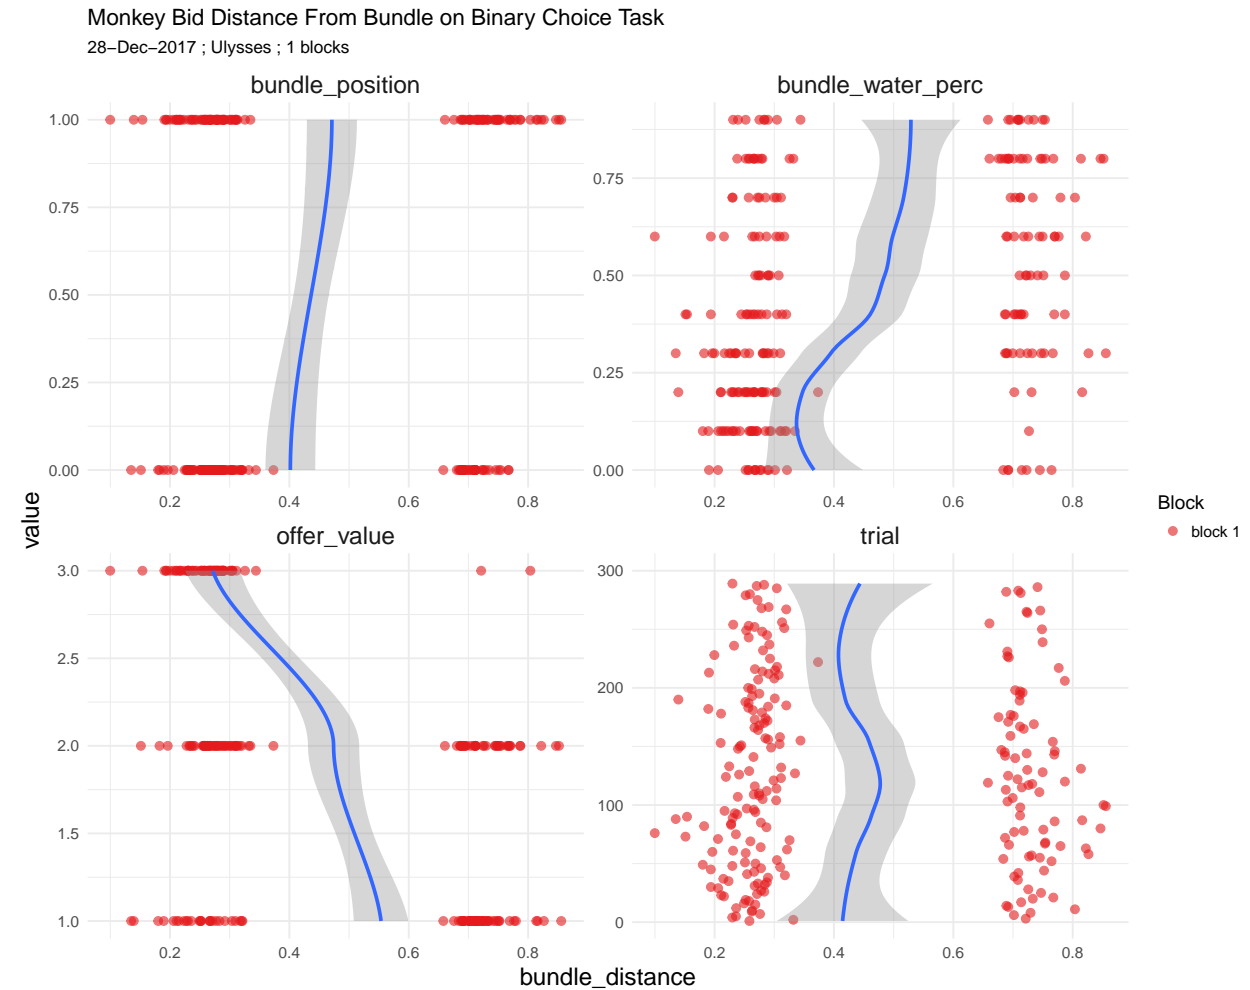 Monkey Bid Distance From Bundle on Binary Choice Task
28−Dec−2017 ; Ulysses ; 1 blocks
bundle_position
bundle_water_perc
1.00
0.75
0.50
0.25
0.00
0.2 0.4 0.6 0.8
0.75
0.50
0.25
0.00
0.2 0.4 0.6 0.8
offer_value
trial
3.0
2.5
2.0
1.5
1.0
0.2 0.4 0.6 0.8
300
200
100
0
0.2 0.4 0.6 0.8
value
bundle_distance
Block
block 1